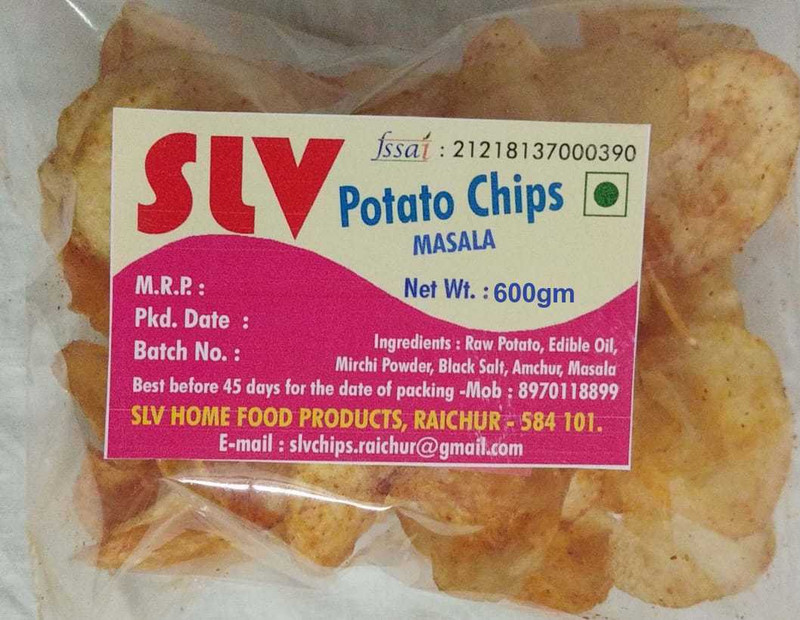 SLV
fssai : 21218137000390
Potato Chips
MASALA
M.R.P. :
Net Wt. : 600gm
Pkd. Date :
Batch No. :
Ingredients : Raw Potato, Edible Oil,
Mirchi Powder, Black Salt, Amchur, Masala
Best before 45 days for the date of packing -Mob : 8970118899
SLV HOME FOOD PRODUCTS, RAICHUR - 584 101.
E-mail : slvchips.raichur@gmail.com